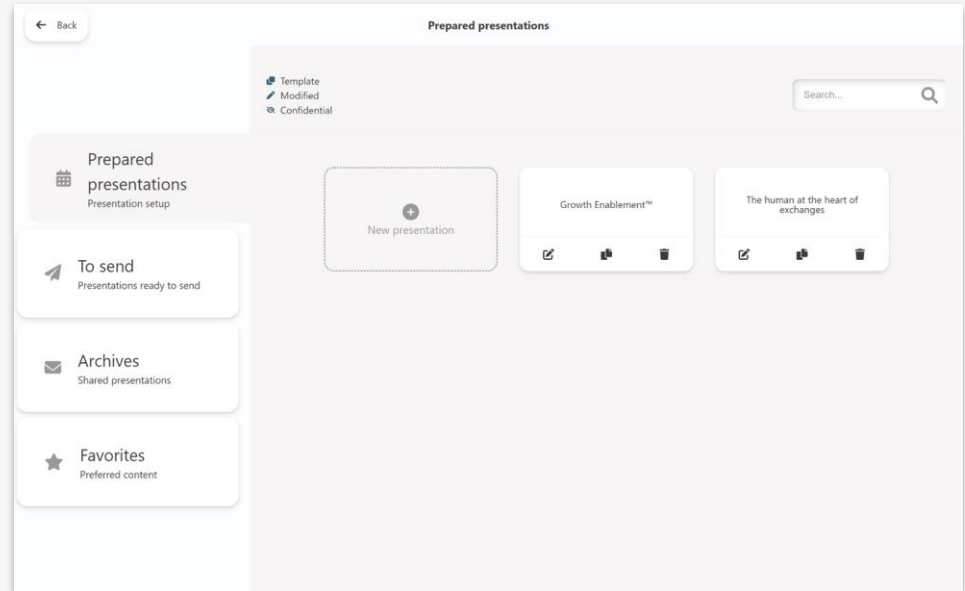 Back
Prepared presentations
Template
Modified
Confidential
Search...
Prepared
presentations
Presentation setup
To send
Presentations ready to send
Archives
Shared presentations
Favorites
Preferred content
New presentation
Growth Enablement™
The human at the heart of
exchanges